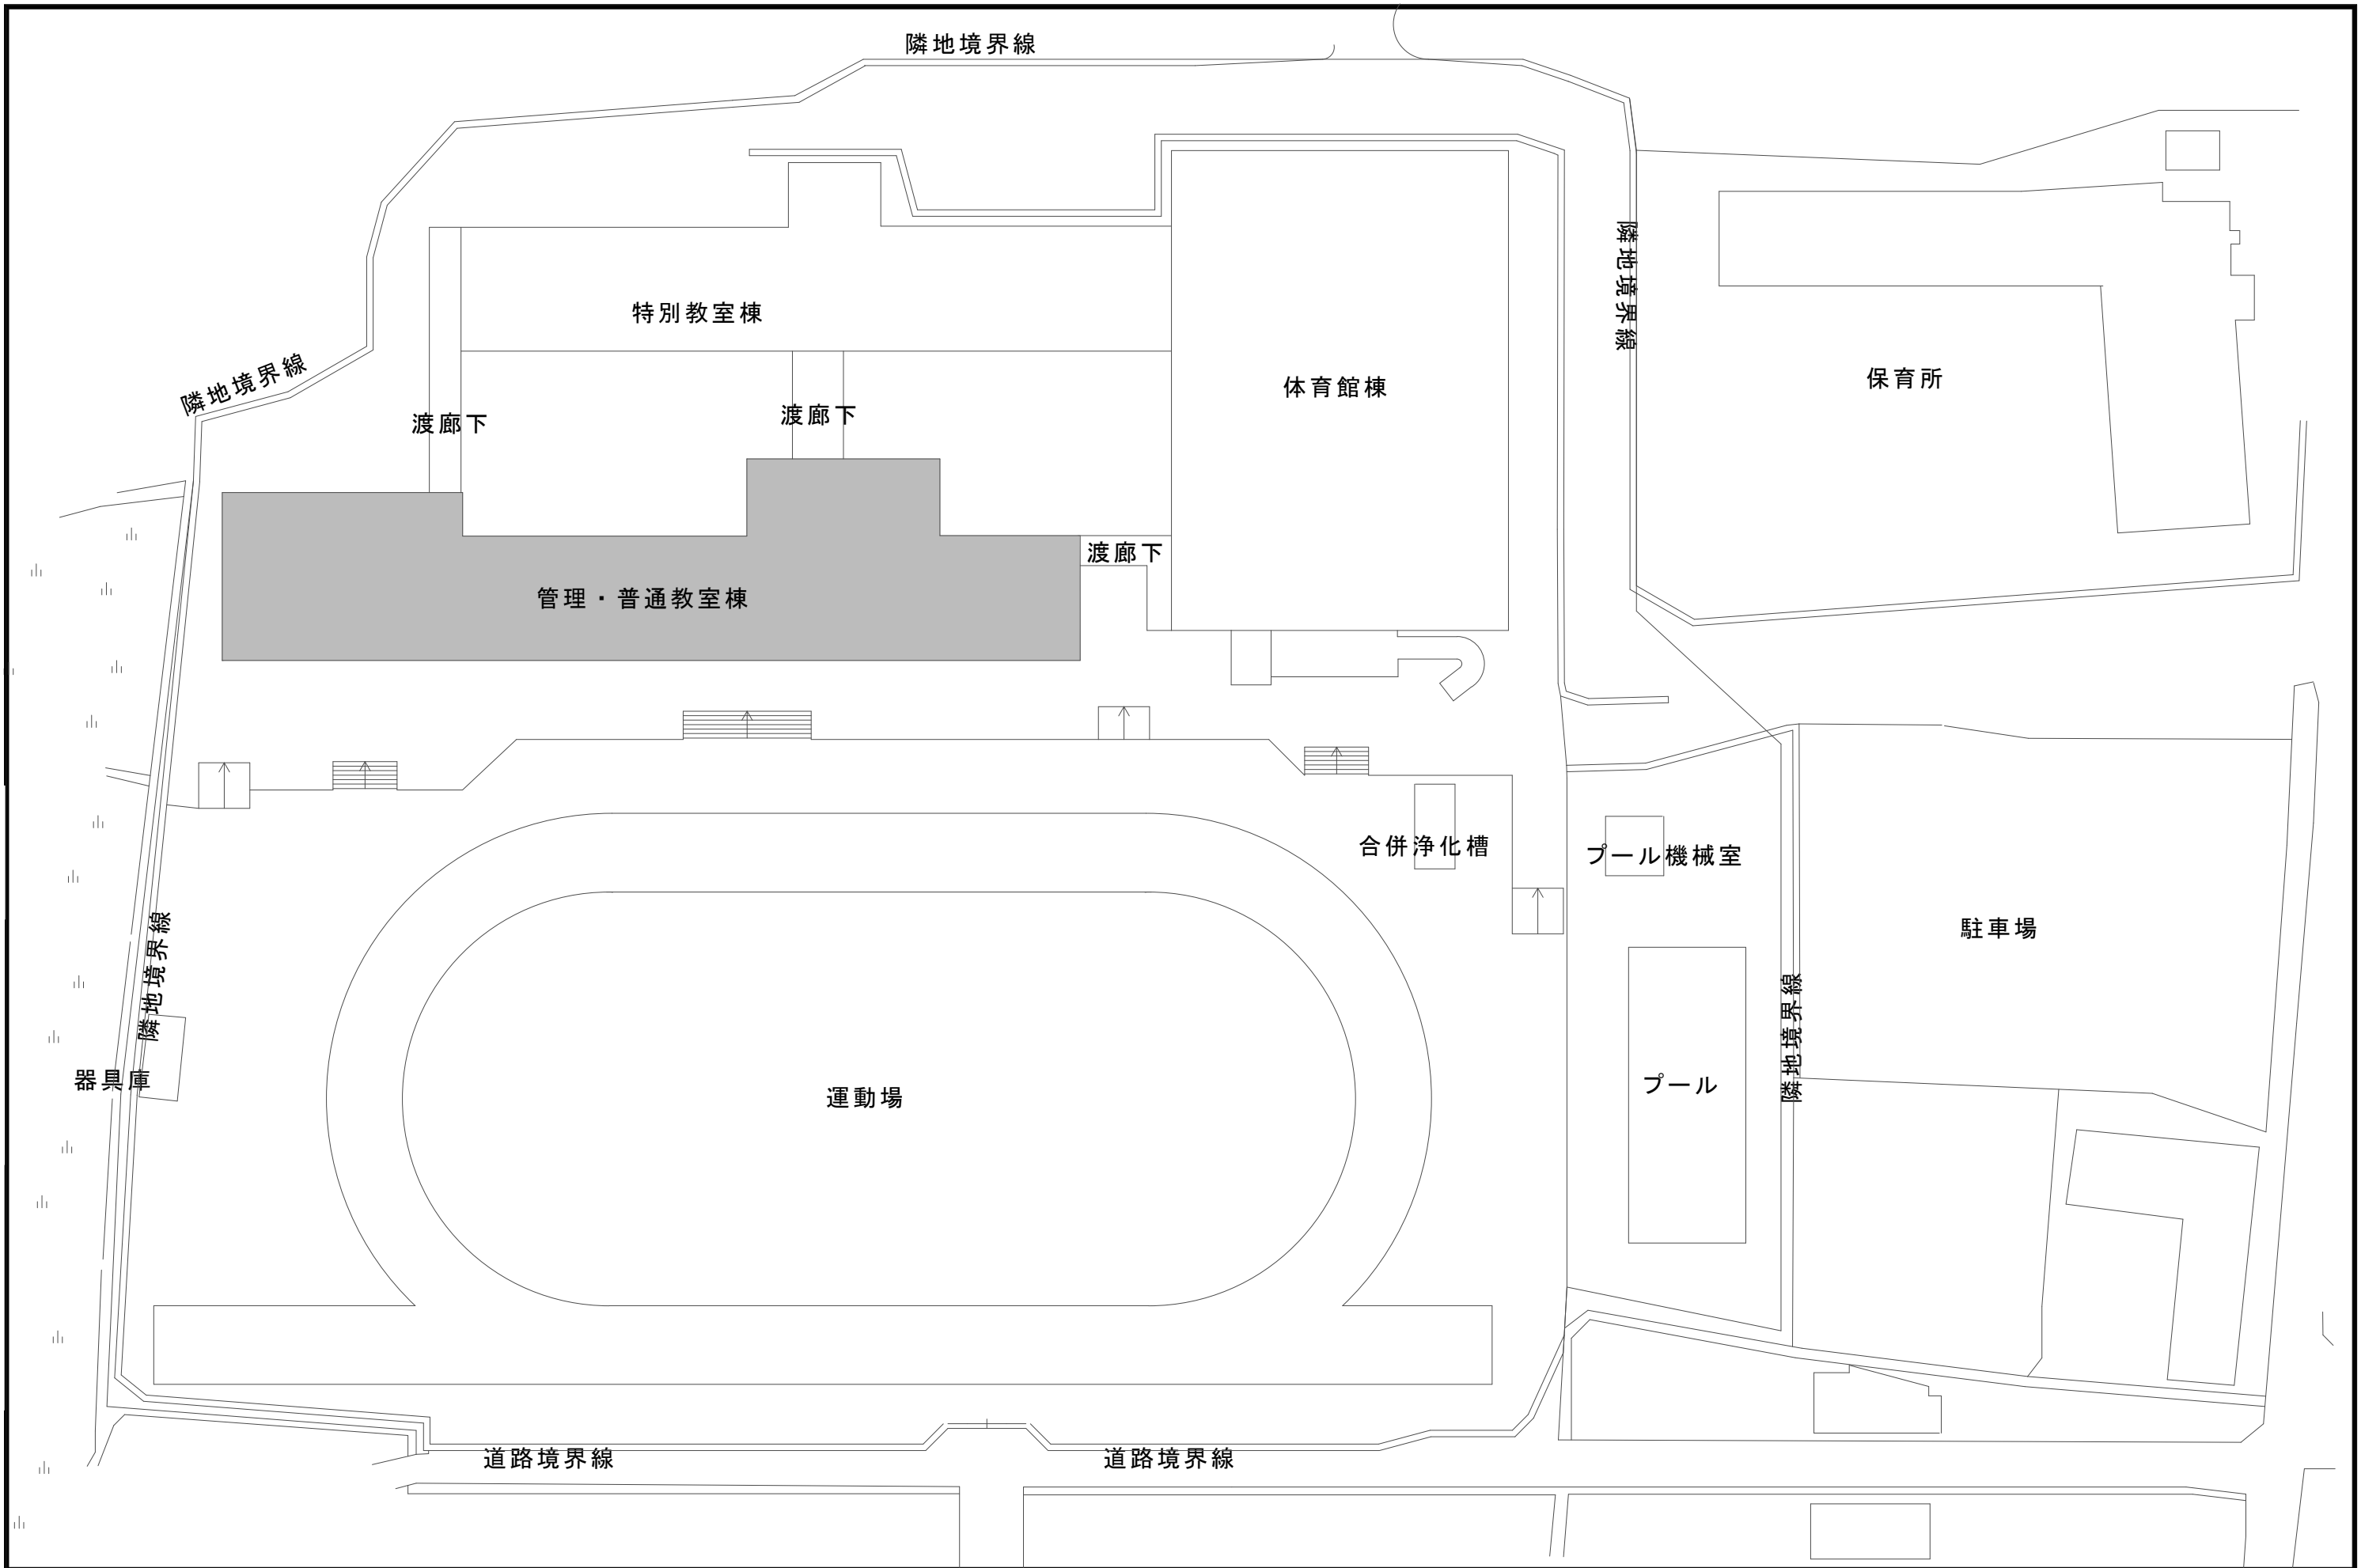 隣地境界線
隣地境界線
特別教室棟
隣地境界線
体育館棟
保育所
渡廊下
渡廊下
渡廊下
管理・普通教室棟
合併浄化槽
プール機械室
駐車場
隣地境界線
隣地境界線
器具庫
運動場
プール
道路境界線
道路境界線